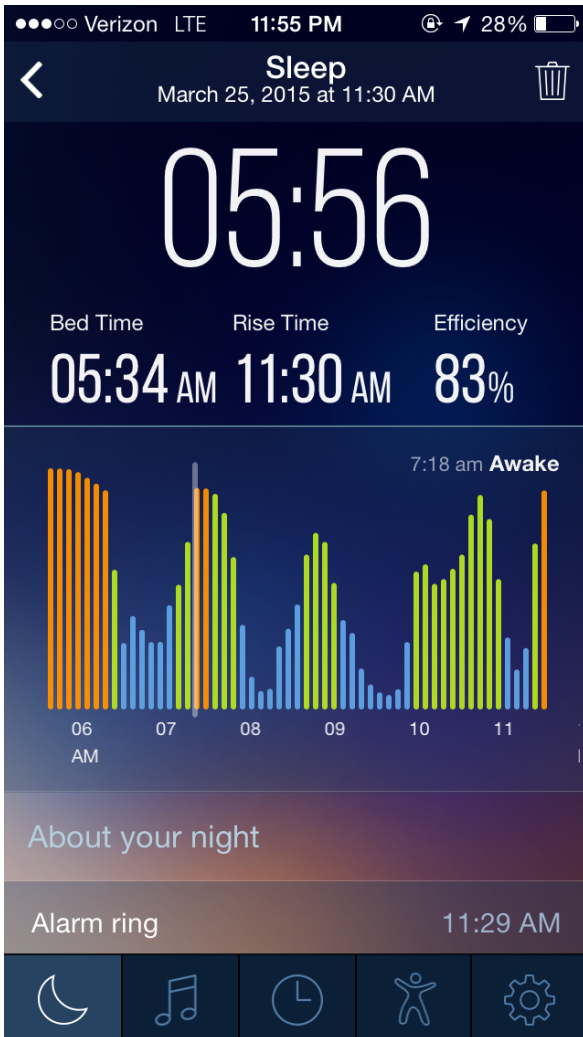 Verizon LTE 11:55 PM 28%
Sleep
March 25, 2015 at 11:30 AM
05:56
Bed Time Rise Time Efficiency
05:34 AM 11:30 AM 83%
7:18 am Awake
06 07 08 09 10 11
AM
About your night
Alarm ring 11:29 AM